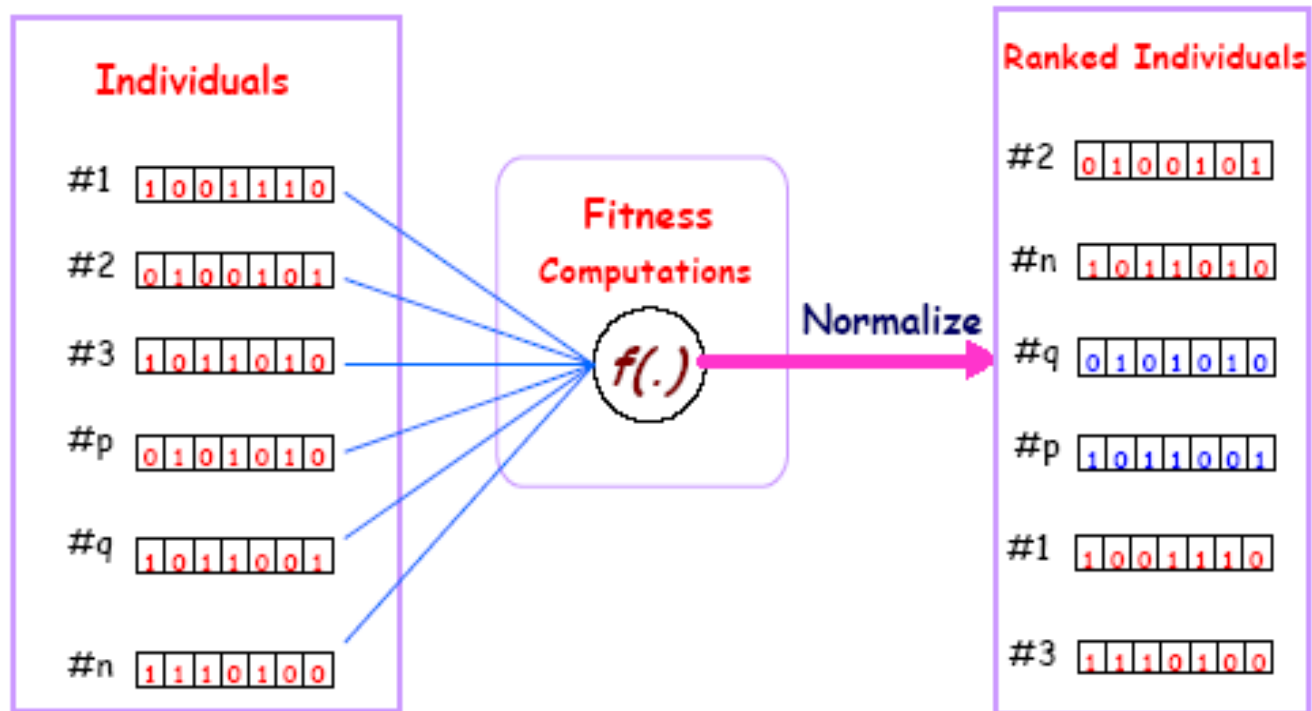 Individuals
#1 1 0 0 1 1 1 0
#2 0 1 0 0 1 0 1
#3 1 0 1 1 0 1 0
#p 0 1 0 1 0 1 0
#q 1 0 1 1 0 0 1
#n 1 1 1 0 1 0 0
Fitness
Computations
f(.)
Normalize
Ranked Individuals
#2 0 1 0 0 1 0 1
#n 1 0 1 1 0 1 0
#q 0 1 0 1 0 1 0
#p 1 0 1 1 0 0 1
#1 1 0 0 1 1 1 0
#3 1 1 1 0 1 0 0